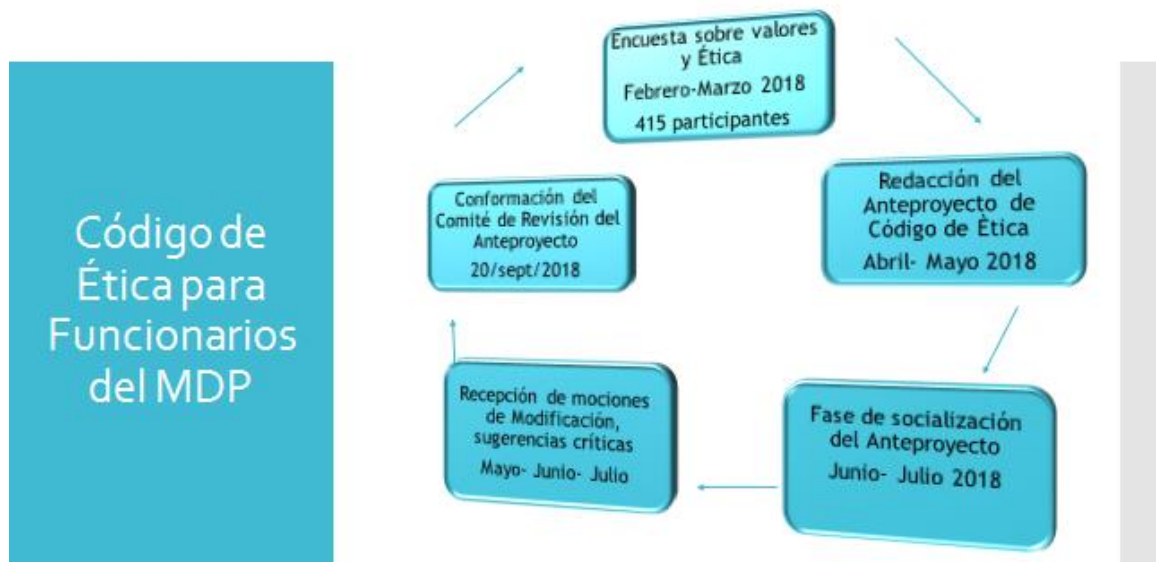 Código de
Ética para
Funcionarios
del MDP
Encuesta sobre valores
y Ética
Febrero-Marzo 2018
415 participantes
Redacción del
Anteproyecto de
Código de Ètica
Abril- Mayo 2018
Fase de socialización
del Anteproyecto
Junio- Julio 2018
Recepción de mociones
de Modificación,
sugerencias críticas
Mayo- Junio- Julio
Conformación del
Comité de Revisión del
Anteproyecto
20/sept/2018